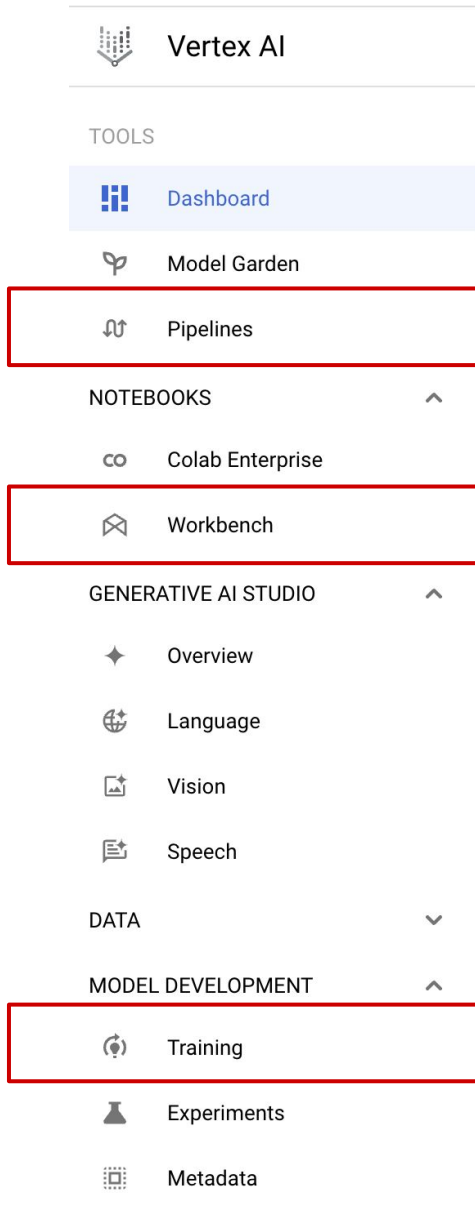 Vertex AI
TOOLS
Dashboard
Model Garden
Pipelines
NOTEBOOKS
Colab Enterprise
Workbench
GENERATIVE AI STUDIO
Overview
Language
Vision
Speech
DATA
MODEL DEVELOPMENT
Training
Experiments
Metadata